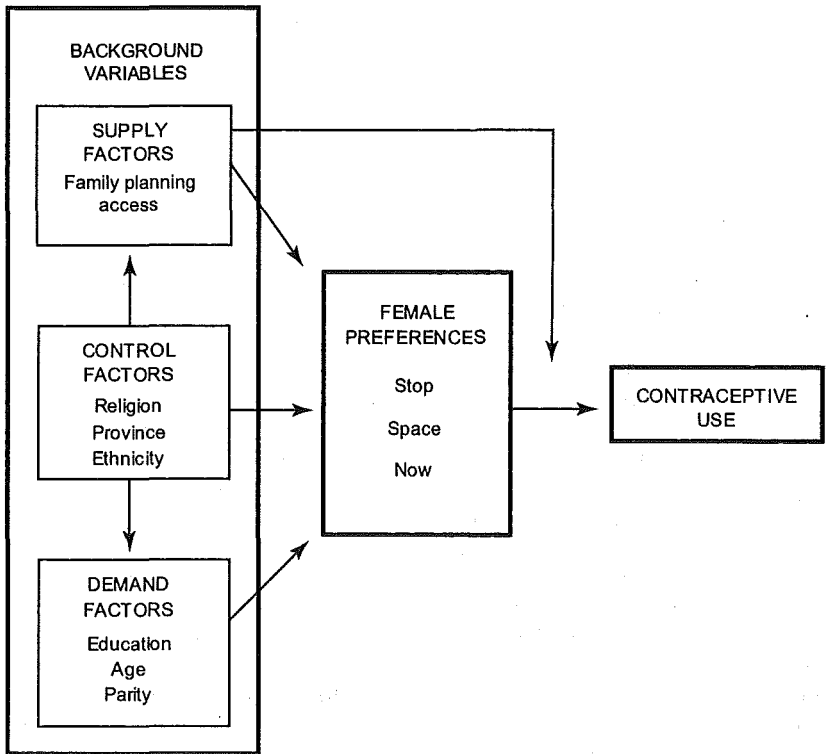 BACKGROUND
VARIABLES
SUPPLY
FACTORS
Family planning
access
CONTROL
FACTORS
Religion
Province
Ethnicity
DEMAND
FACTORS
Education
Age
Parity
FEMALE
PREFERENCES
Stop
Space
Now
CONTRACEPTIVE
USE